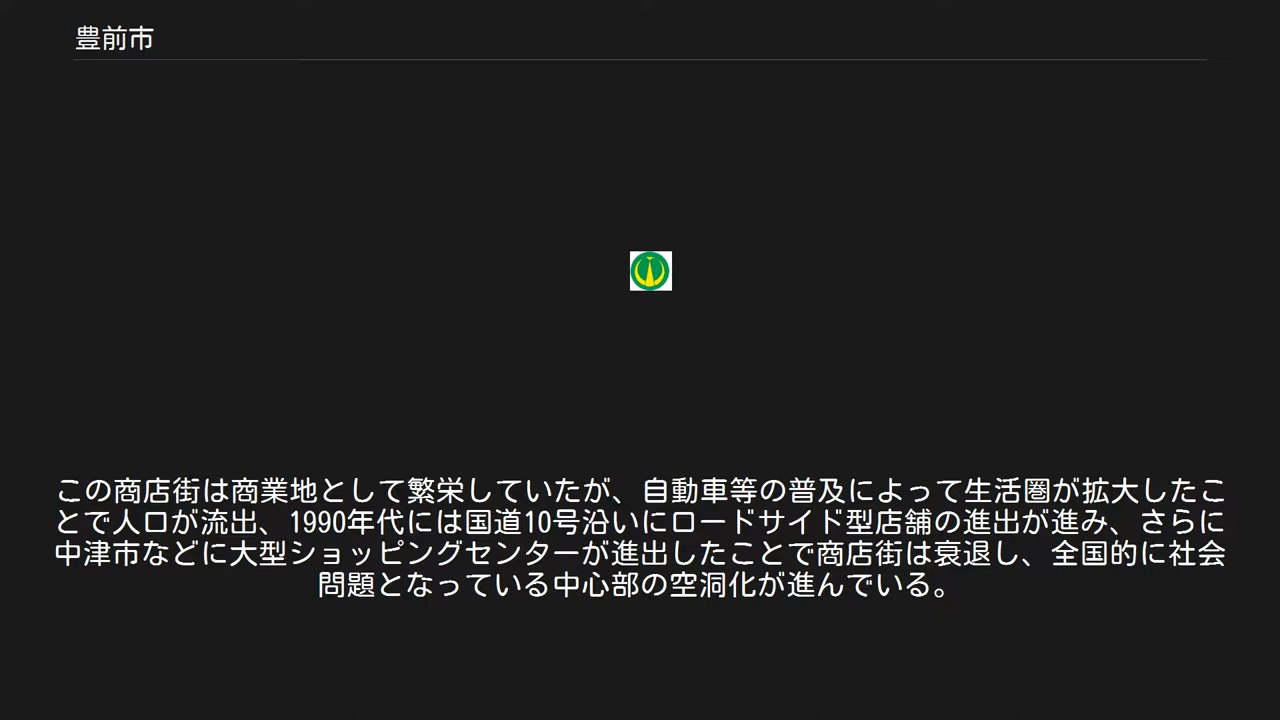 豊前市
この商店街は商業地として繁栄していたが、自動車等の普及によって生活圏が拡大したこ
とで人口が流出、1990年代には国道10号沿いにロードサイド型店舗の進出が進み、さらに
中津市などに大型ショッピングセンターが進出したことで商店街は衰退し、全国的に社会
問題となっている中心部の空洞化が進んでいる。